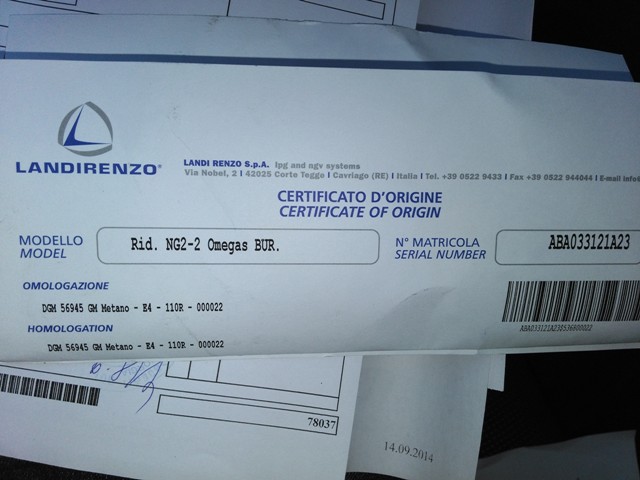 LANDIRENZO®
LANDI RENZO S.p.A. lpg and ngv systems
Via Nobel, 2 I 42025 Corte Tegge I Cavriago (RE) I Italia I Tel. +39 0522 9433 I Fax +39 0522 944044 I E-mail
CERTIFICATO D'ORIGINE
CERTIFICATE OF ORIGIN
MODELLO
MODEL
Rid. NG2-2 Omegas BUR.
N° MATRICOLA
SERIAL NUMBER
ABA033121A23
OMOLOGAZIONE
DGM 56945 GM Metano - E4 - 110R - 000022
HOMOLOGATION
DGM 56945 GM Metano - E4 - 110R - 000022
78037
14.09.2014